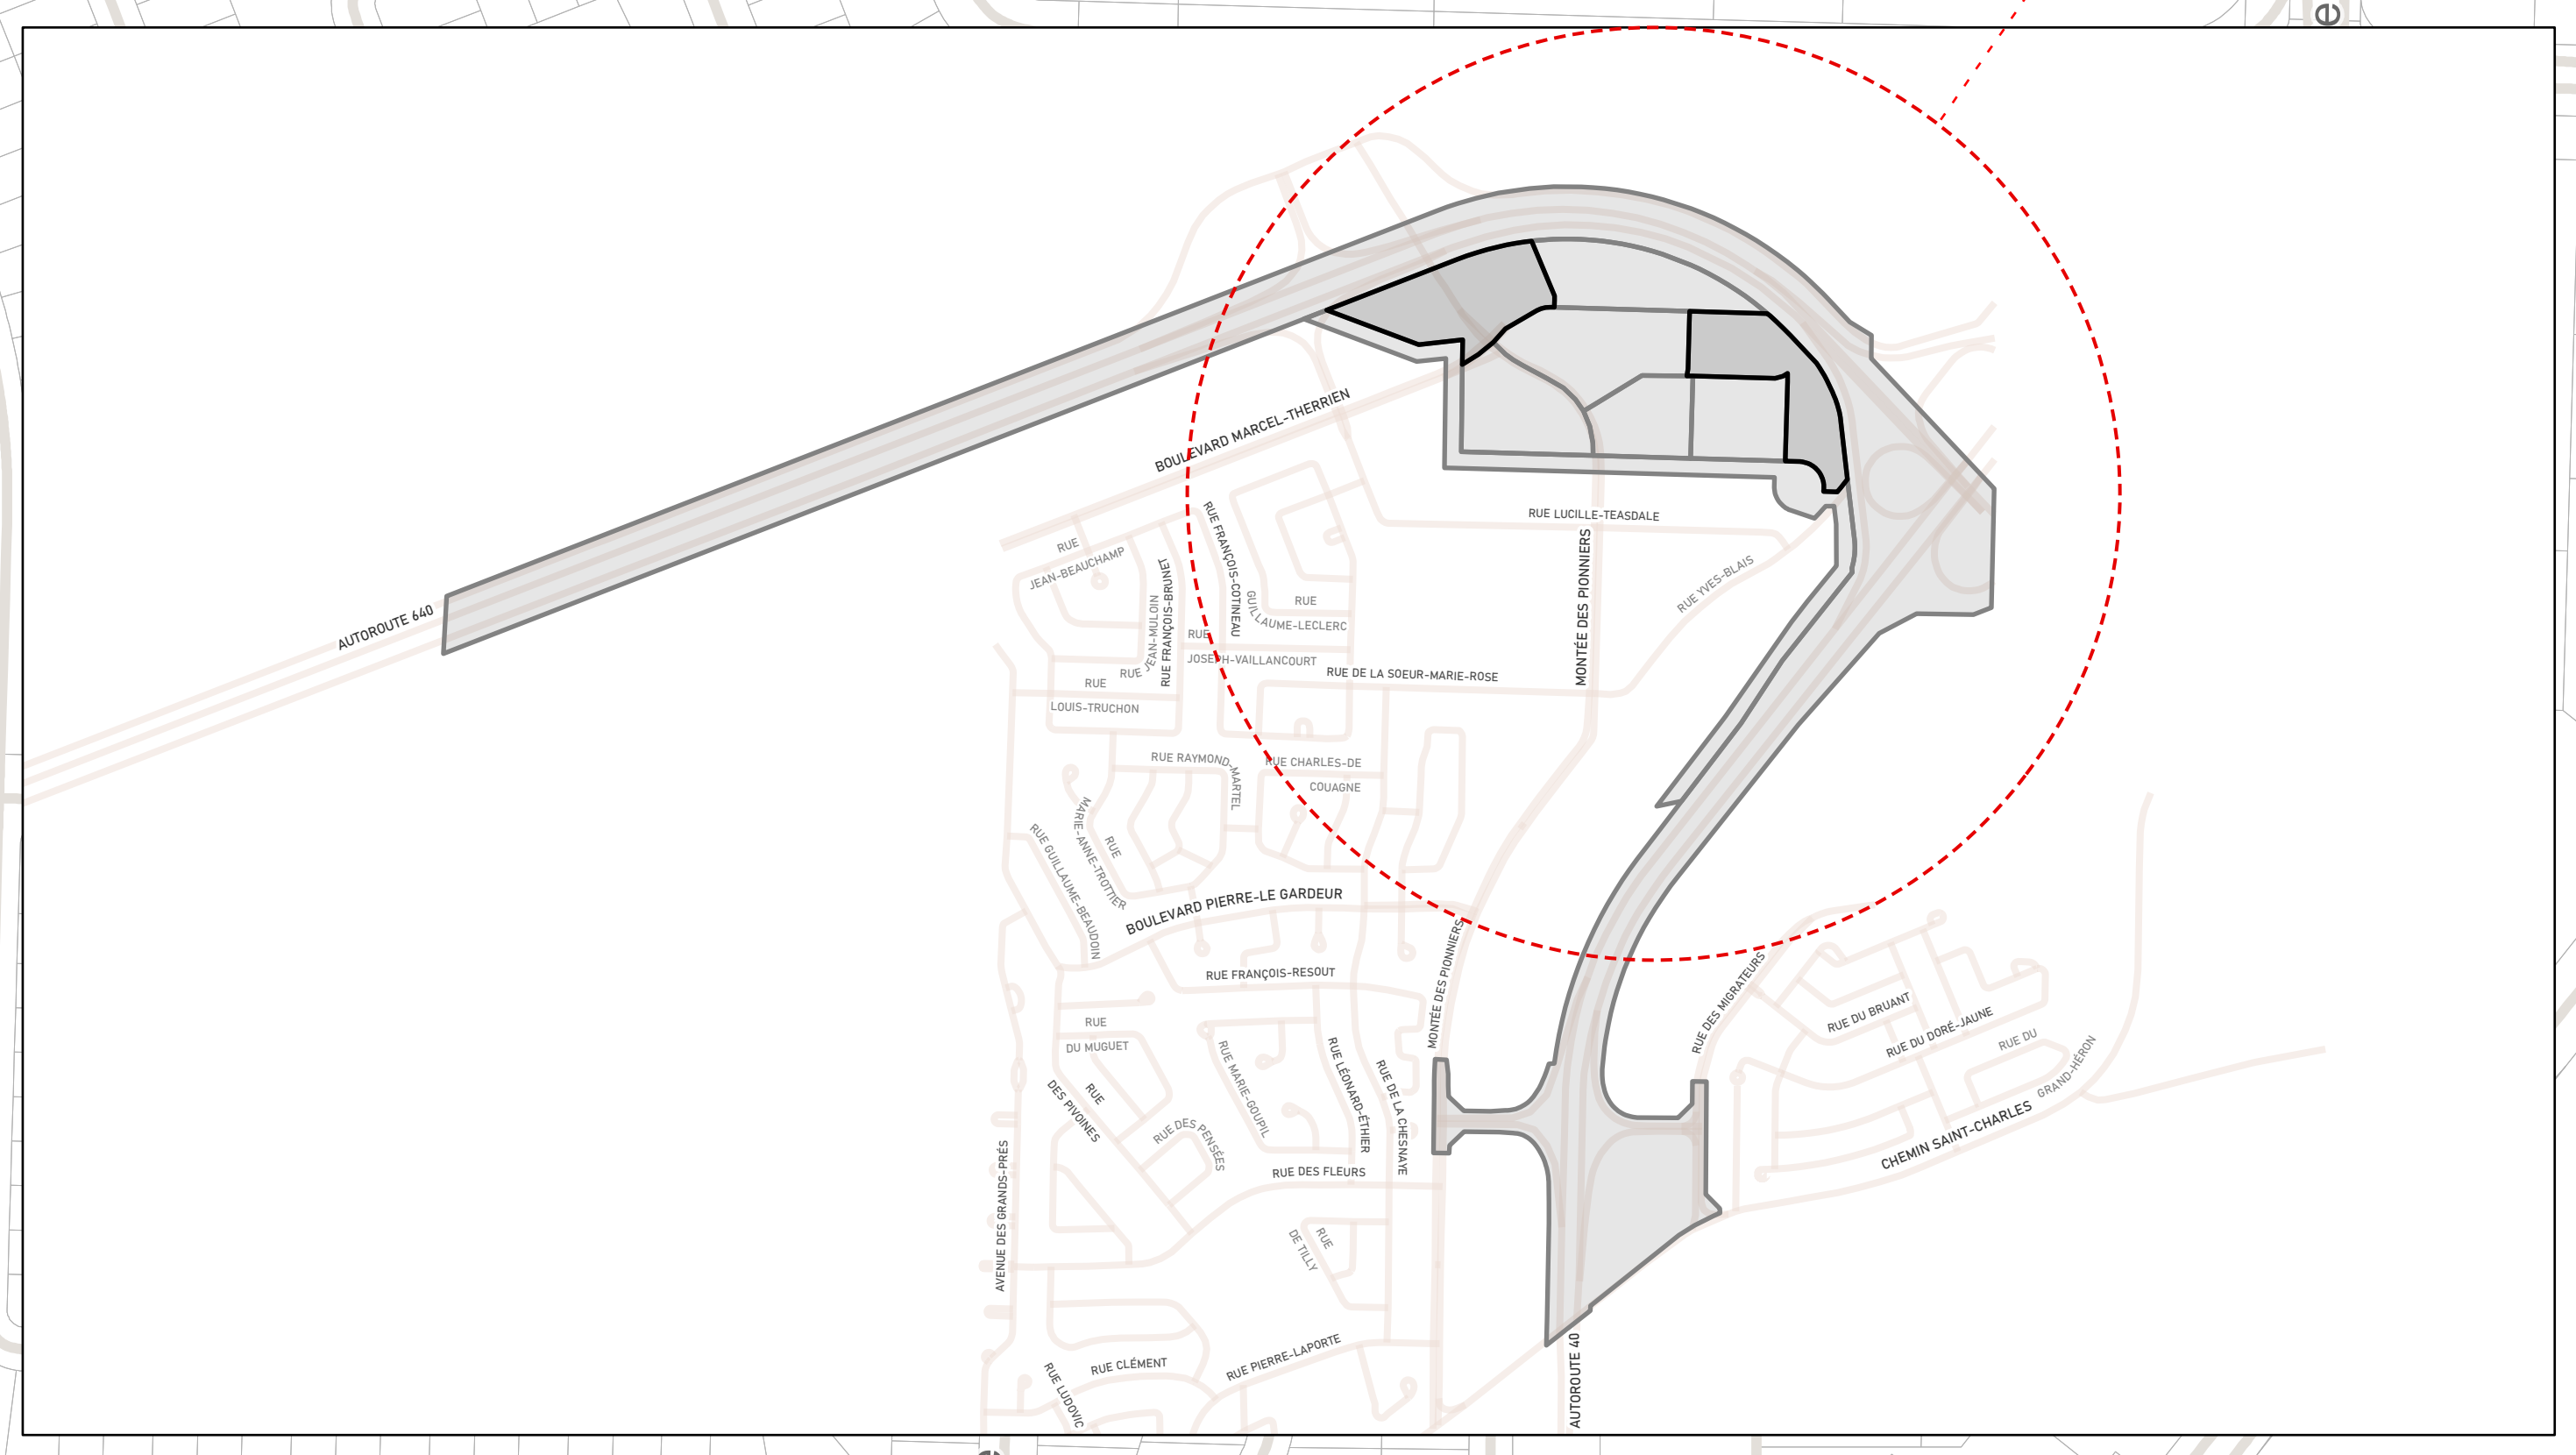 e
BOULEVARD MARCEL-THERRIEN
RUE LUCILLE-TEASDALE
RUE FRANÇOIS-COTINEAU
RUE
JEAN-BEAUCHAMP
RUE YVES-BLAIS
MONTÉE DES PIONNIERS
AUTOROUTE 640
RUE JEAN-MULOIN
RUE FRANÇOIS-BRUNET
RUE
GUILLAUME-LECLERC
RUE
JOSEPH-VAILLANCOURT
RUE DE LA SOEUR-MARIE-ROSE
RUE
LOUIS-TRUCHON
RUE RAYMOND-MARTEL
RUE CHARLES-DE
COUAGNE
RUE
MARIE-ANNE-TROTTIER
RUE GUILLAUME-BEAUDOIN
BOULEVARD PIERRE-LE GARDEUR
MONTÉE DES PIONNIERS
RUE FRANÇOIS-RESOUT
RUE DES MIGRATEURS
RUE DU BRUANT
RUE DU DORÉ-JAUNE
RUE DU
GRAND-HÉRON
RUE
DU MUGUET
RUE
DES PIVOINES
RUE MARIE-GOUPIL
RUE LÉONARD-ÉTHIER
RUE DE LA CHESNAYE
RUE DES PENSÉES
CHEMIN SAINT-CHARLES
RUE DES FLEURS
AVENUE DES GRANDS-PRÉS
RUE
DE TILLY
RUE CLÉMENT
RUE PIERRE-LAPORTE
RUE LUDOVIC
AUTOROUTE 40